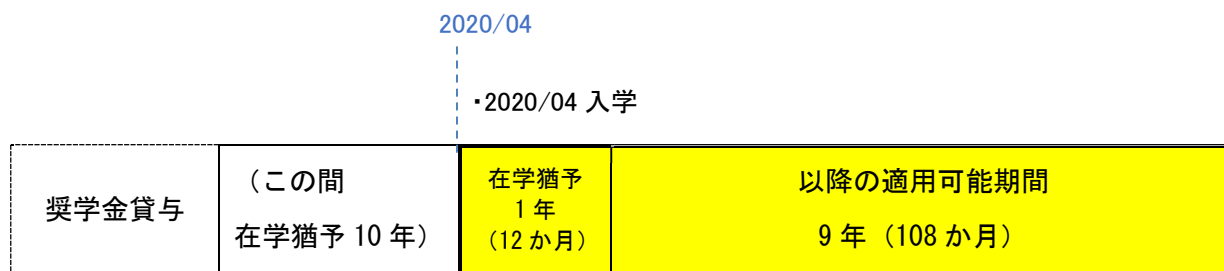 2020/04
・2020/04 入学
奨学金貸与
（この間
在学猶予 10 年）
在学猶予
1 年
（12 か月）
以降の適用可能期間
9 年（108 か月）